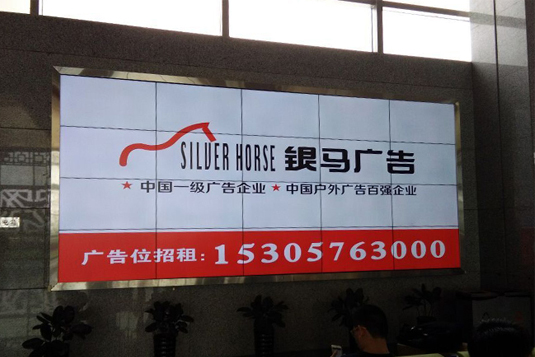 SILVER HORSE 银马广告
★ 中国一级广告企业 ★ 中国户外广告百强企业
广告位招租：15305763000